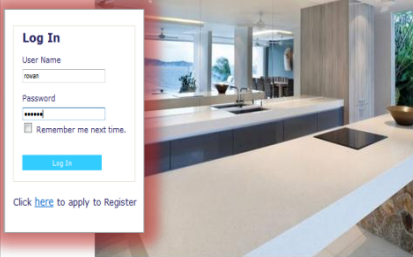 Log In
User Name
rowan
Password
••••••
Remember me next time.
Log In
Click here to apply to Register